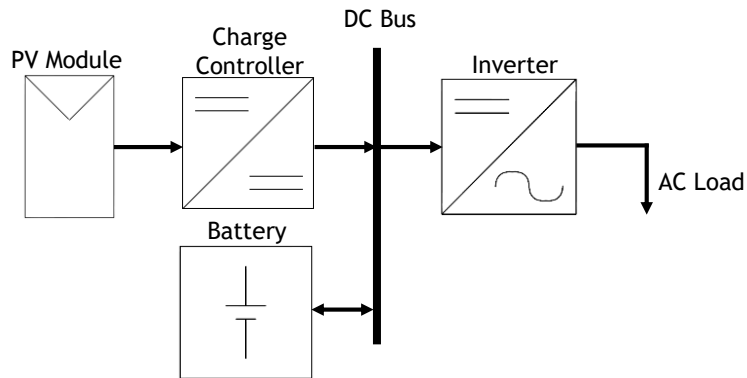 DC Bus
PV Module
Charge
Controller
Inverter
AC Load
Battery